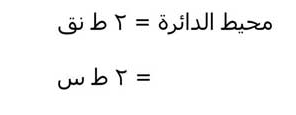 محيط الدائرة = ٢ ط نق
= ٢ ط س